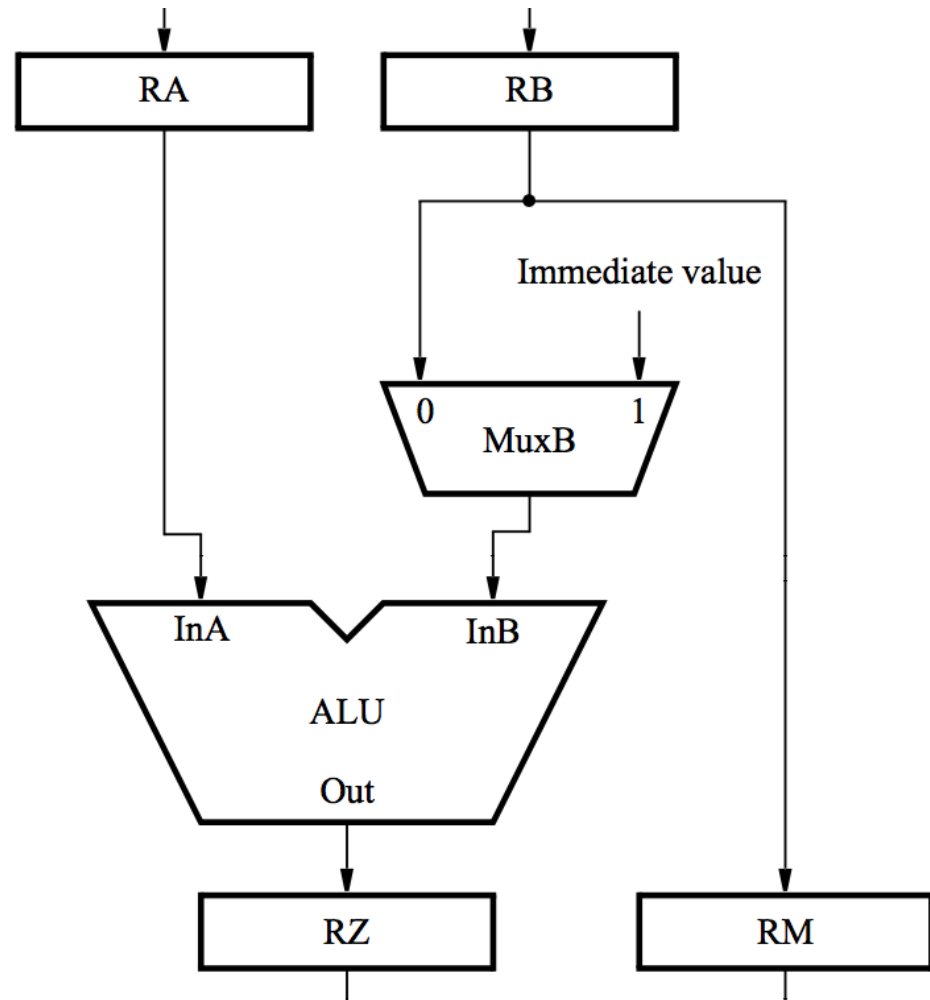 RA
RB
Immediate value
0
1
MuxB
InA
InB
ALU
Out
RZ
RM